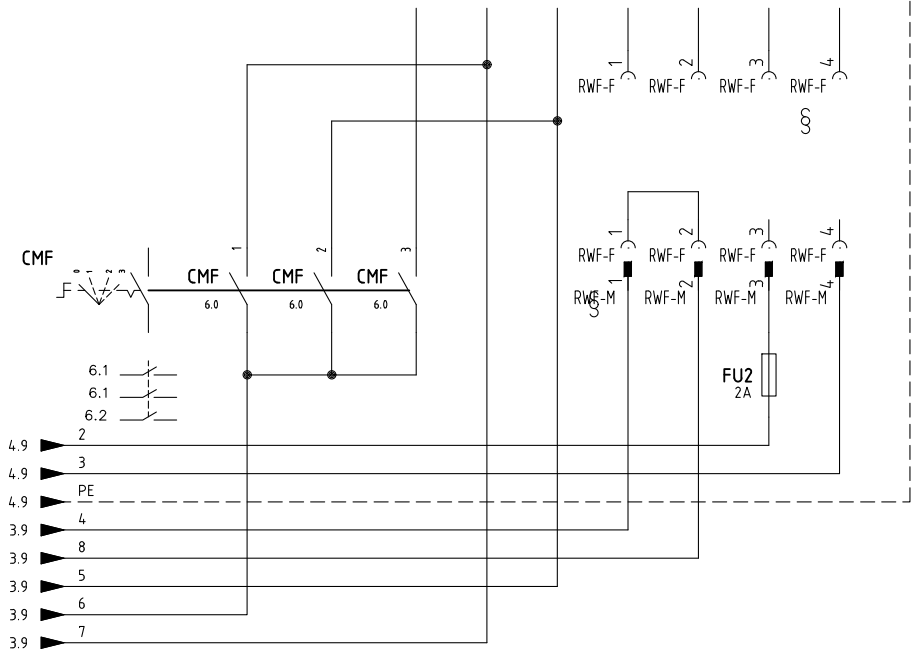 1 2 3 4
RWF-F RWF-F RWF-F RWF-F
1 2 3 1 2 3 4
CMF RWF-F RWF-F RWF-F RWF-F
0 1 2 3 CMF CMF CMF
6.0 6.0 6.0 RWF-M RWF-M RWF-M RWF-M
1 2 3 4
6.1 FU2
6.1 2A
6.2
4.9 2
4.9 3
4.9 PE
3.9 4
3.9 8
3.9 5
3.9 6
3.9 7